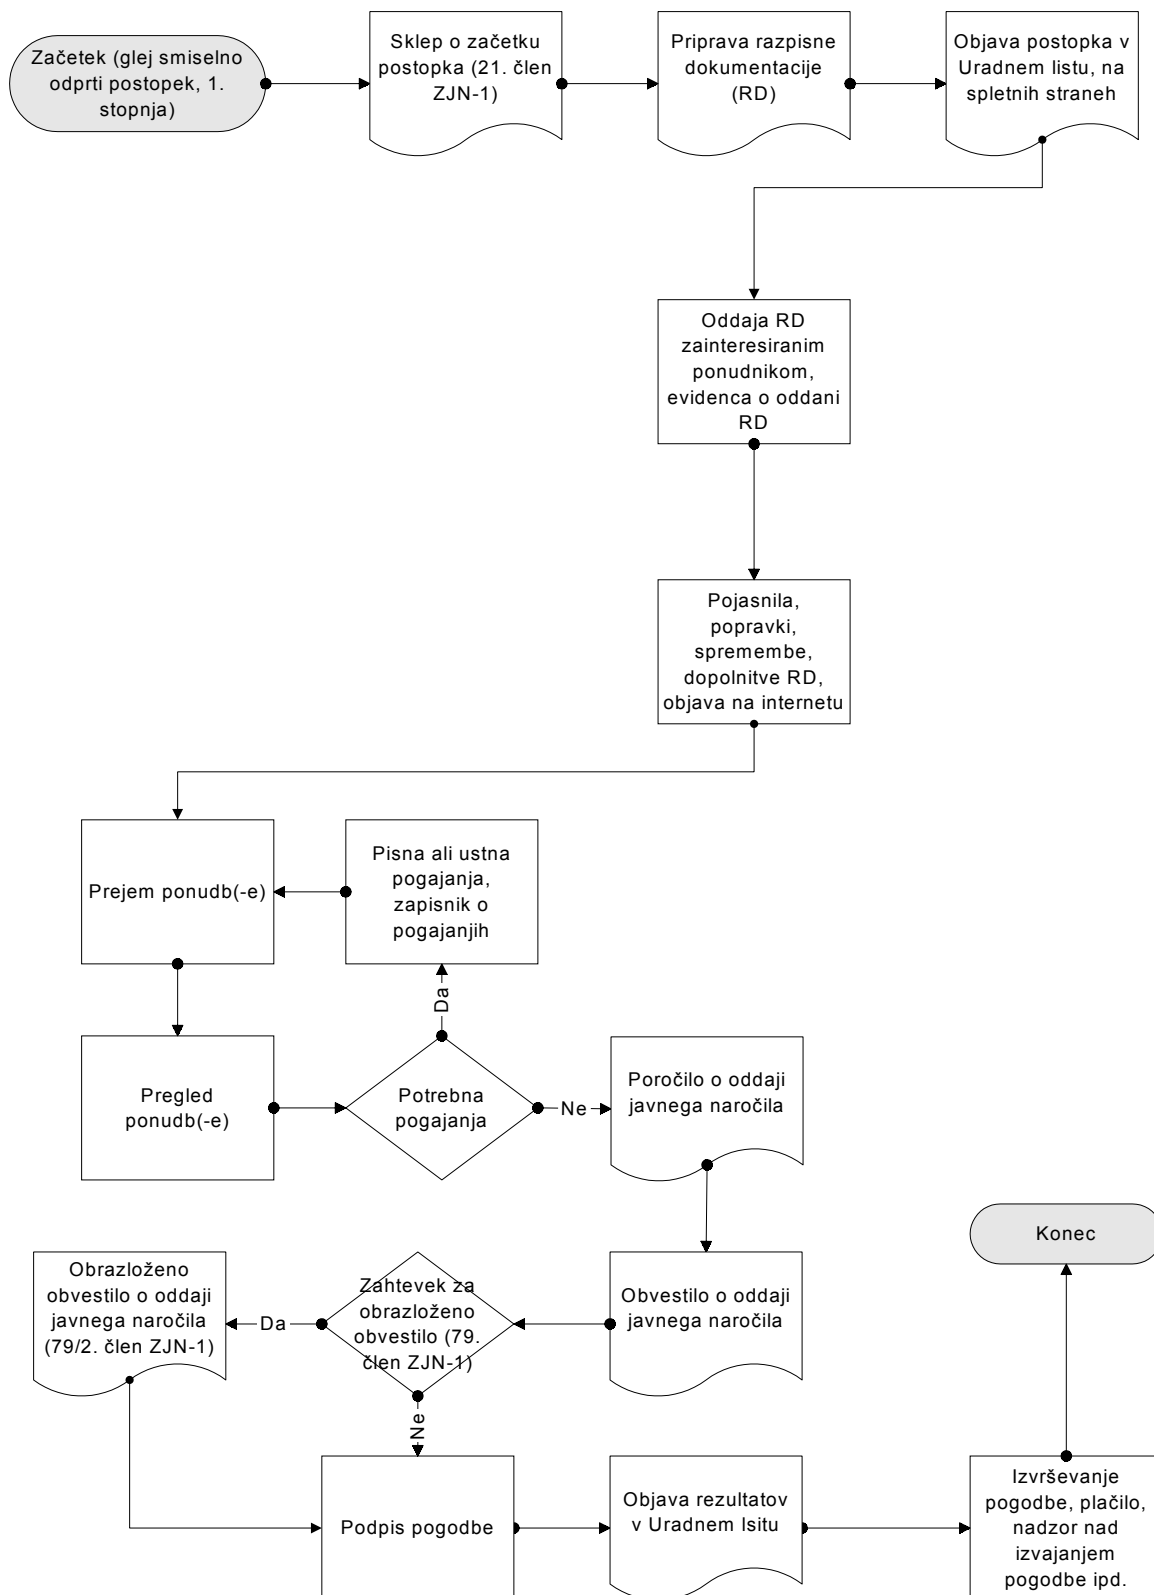 Začetek (glej smiselno
odprti postopek, 1.
stopnja)
Sklep o začetku
postopka (21. člen
ZJN-1)
Priprava razpisne
dokumentacije
(RD)
Objava postopka v
Uradnem listu, na
spletnih straneh
Oddaja RD
zainteresiranim
ponudnikom,
evidenca o oddani
RD
Pojasnila,
popravki,
spremembe,
dopolnitve RD,
objava na internetu
Prejem ponudb(-e)
Pisna ali ustna
pogajanja,
zapisnik o
pogajanjih
Da
Pregled
ponudb(-e)
Potrebna
pogajanja
Ne
Poročilo o oddaji
javnega naročila
Konec
Obrazloženo
obvestilo o oddaji
javnega naročila
(79/2. člen ZJN-1)
Da
Zahtevek za
obrazloženo
obvestilo (79.
člen ZJN-1)
Obvestilo o oddaji
javnega naročila
Ne
Podpis pogodbe
Objava rezultatov
v Uradnem lsitu
Izvrševanje
pogodbe, plačilo,
nadzor nad
izvajanjem
pogodbe ipd.